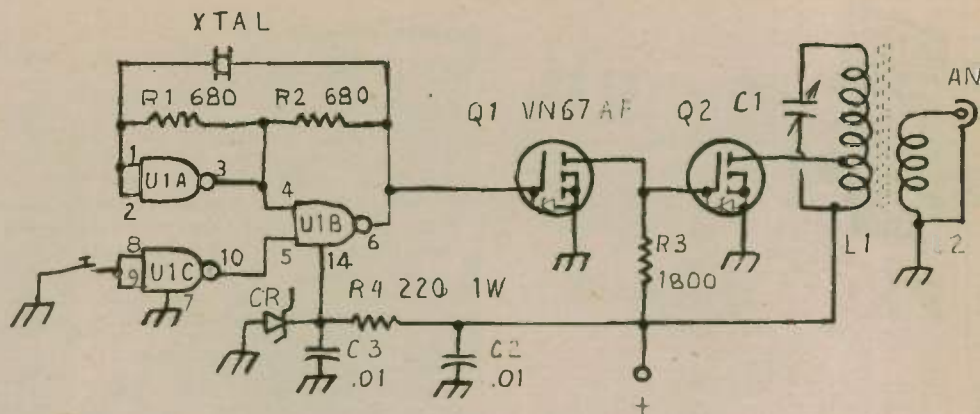 XTAL
R1 680
R2 680
Q1 VN67AF
Q2
C1
AN
1
2
3
U1A
4
5
6
U1B
14
8
9
10
U1C
7
CR
R4 220 1W
R3
1800
L1
L2
C3
.01
C2
.01
+